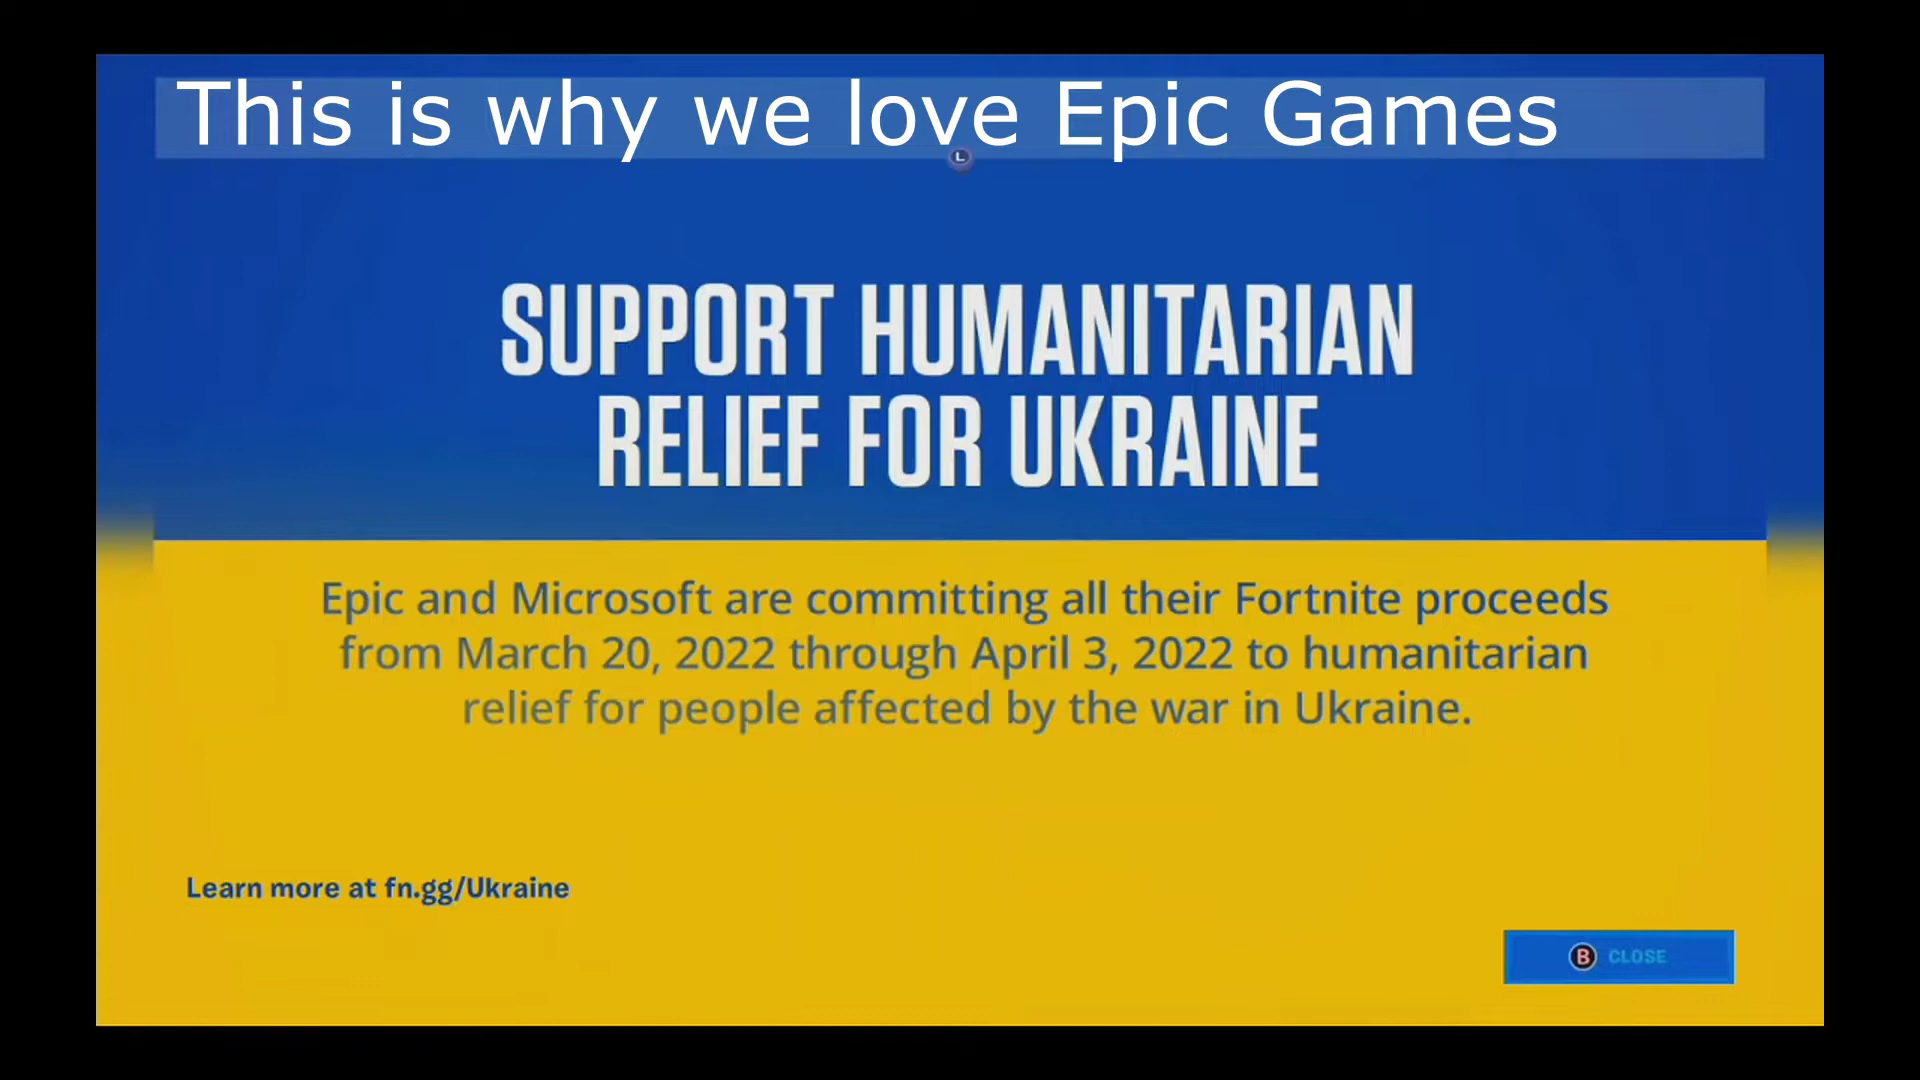 This is why we love Epic Games
L
SUPPORT HUMANITARIAN
RELIEF FOR UKRAINE
Epic and Microsoft are committing all their Fortnite proceeds
from March 20, 2022 through April 3, 2022 to humanitarian
relief for people affected by the war in Ukraine.
Learn more at fn.gg/Ukraine
B CLOSE